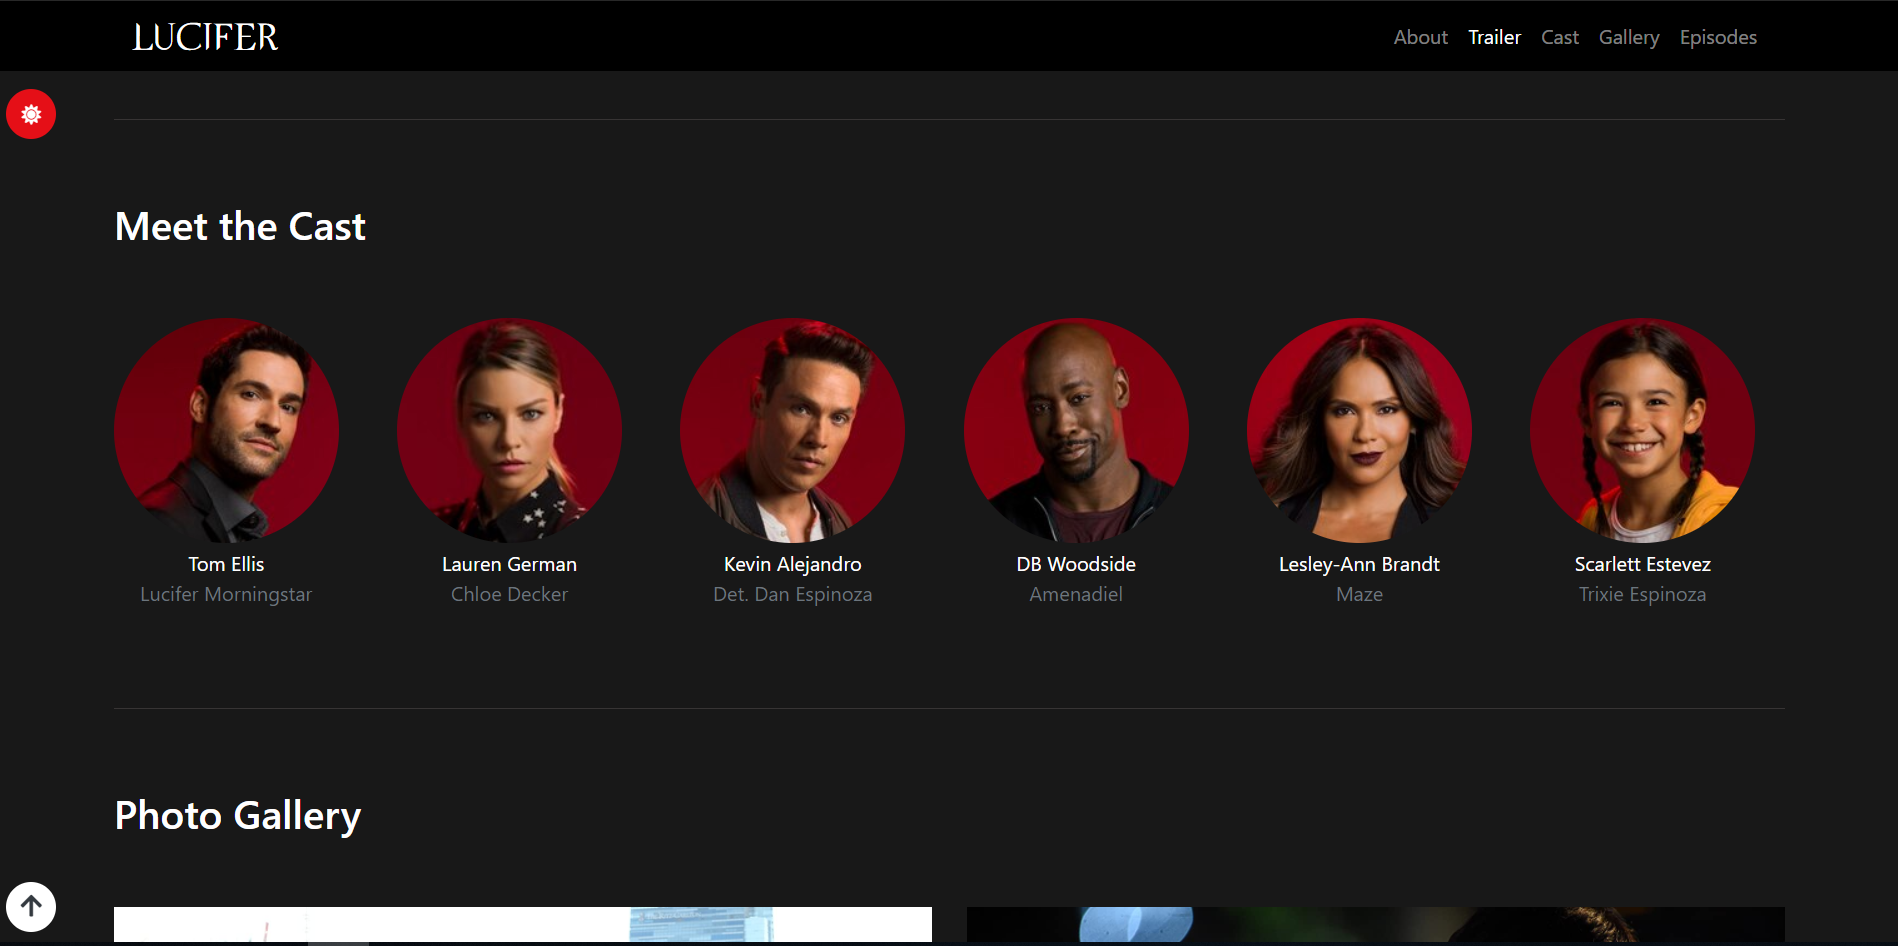 LUCIFER
About Trailer Cast Gallery Episodes
Meet the Cast
Tom Ellis
Lucifer Morningstar
Lauren German
Chloe Decker
Kevin Alejandro
Det. Dan Espinoza
DB Woodside
Amenadiel
Lesley-Ann Brandt
Maze
Scarlett Estevez
Trixie Espinoza
Photo Gallery